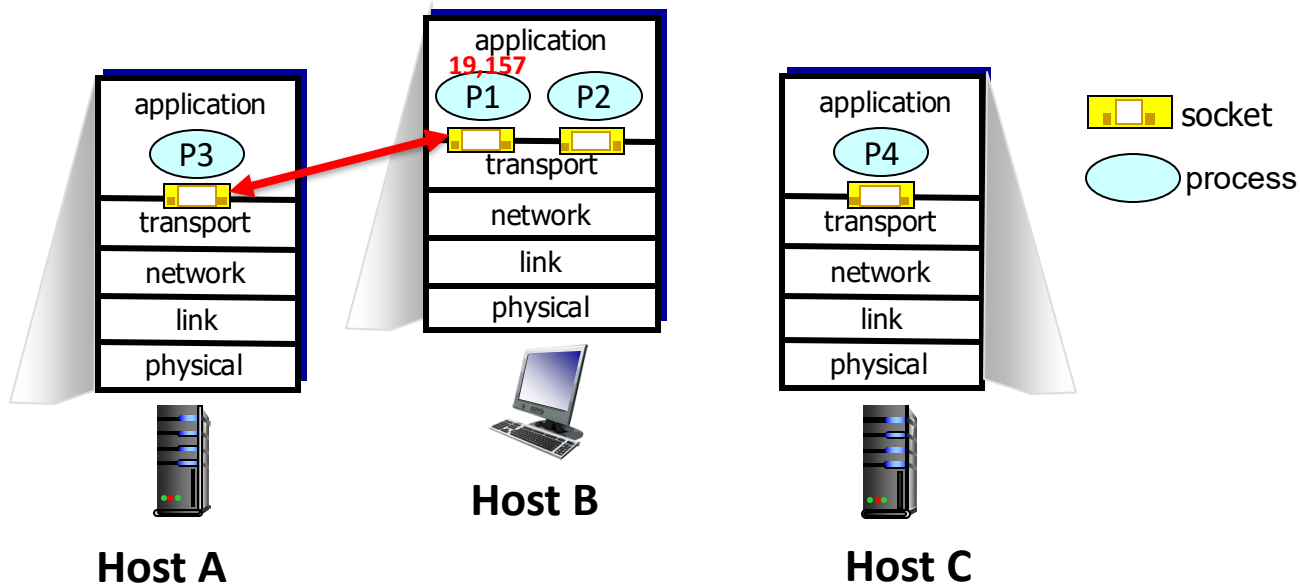 application
P3
transport
network
link
physical
Host A
application
19,157
P1 P2
transport
network
link
physical
Host B
application
P4
transport
network
link
physical
Host C
socket
process